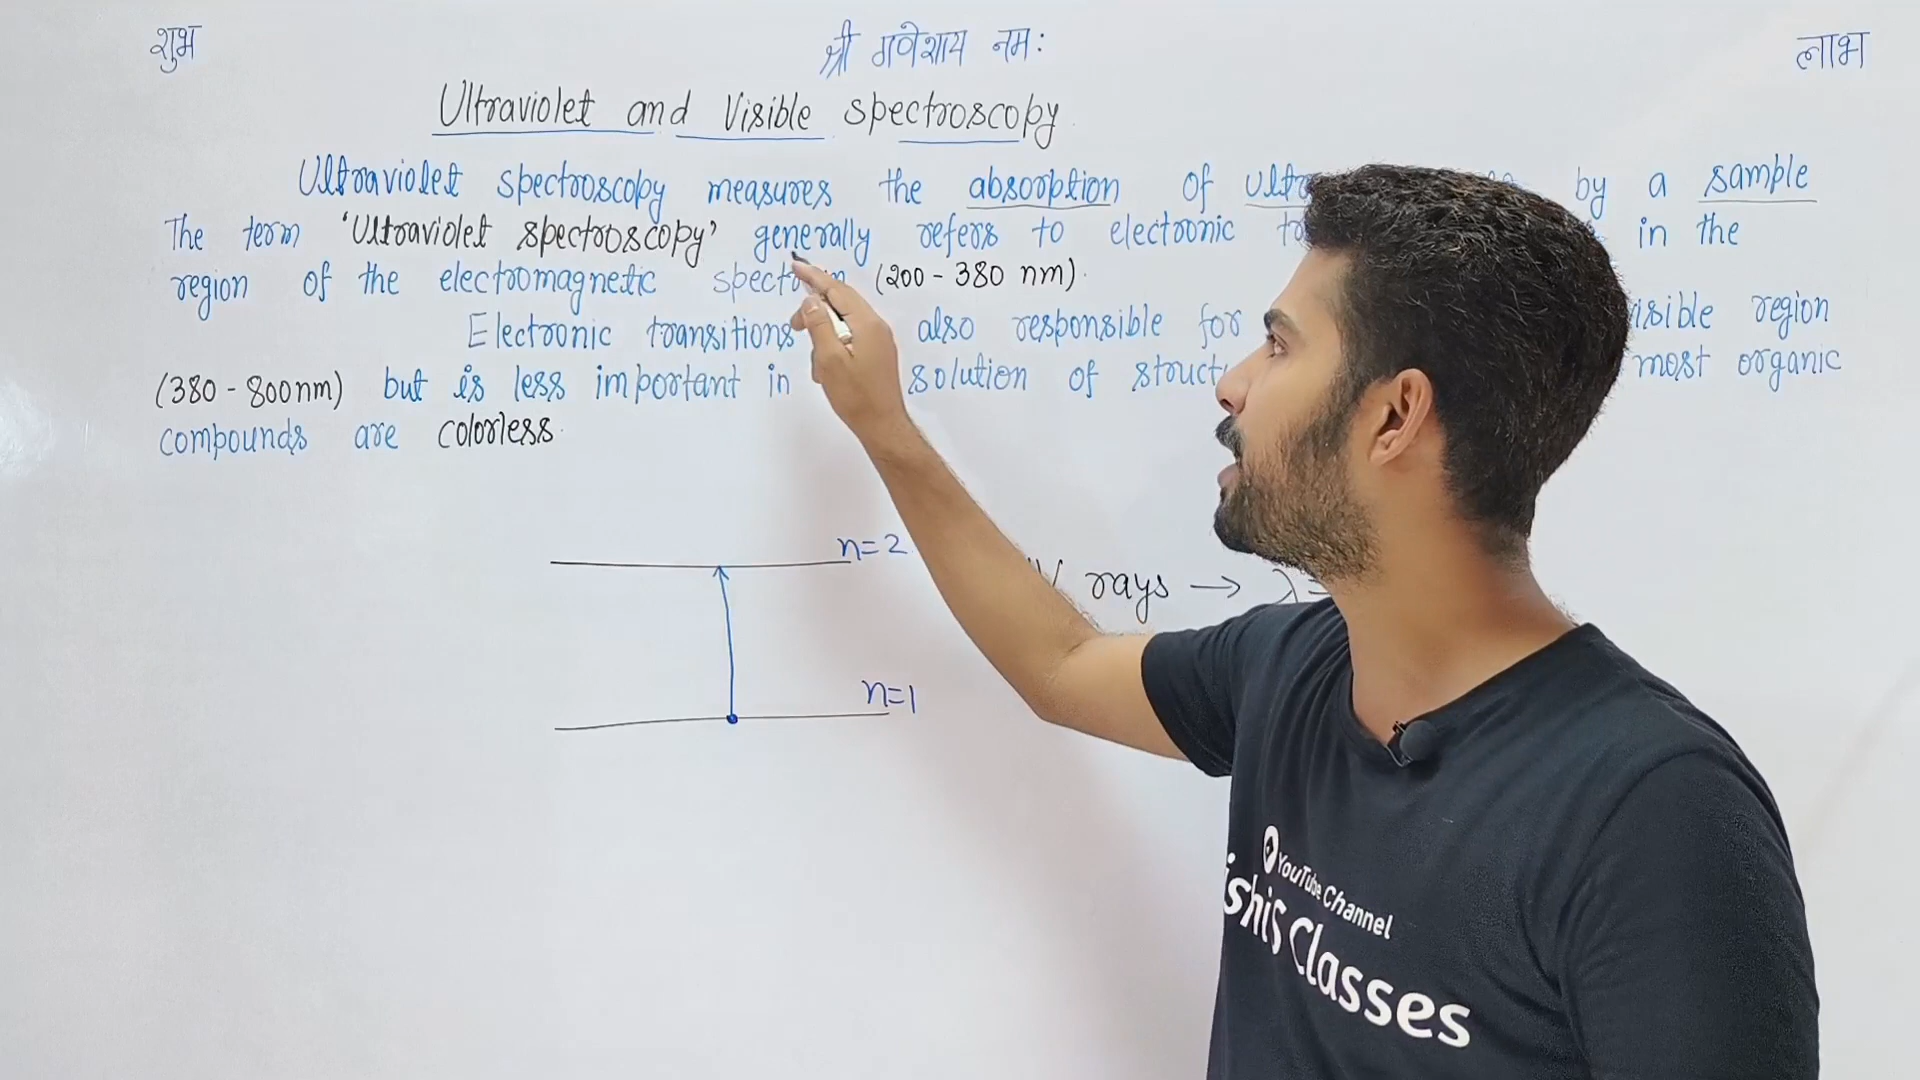 शुभ श्री गणेशाय नमः लाभ
Ultraviolet and Visible spectroscopy
Ultraviolet spectroscopy measures the absorption of by a sample
The term 'Ultraviolet spectroscopy' generally refers to electronic in the
region of the electromagnetic (200 - 380 nm).
Electronic transitions also responsible for region
(380 - 800nm) but is less important in solution of most organic
compounds are colorless.
n=2
rays → λ=
n=1
YouTube Channel
Classes